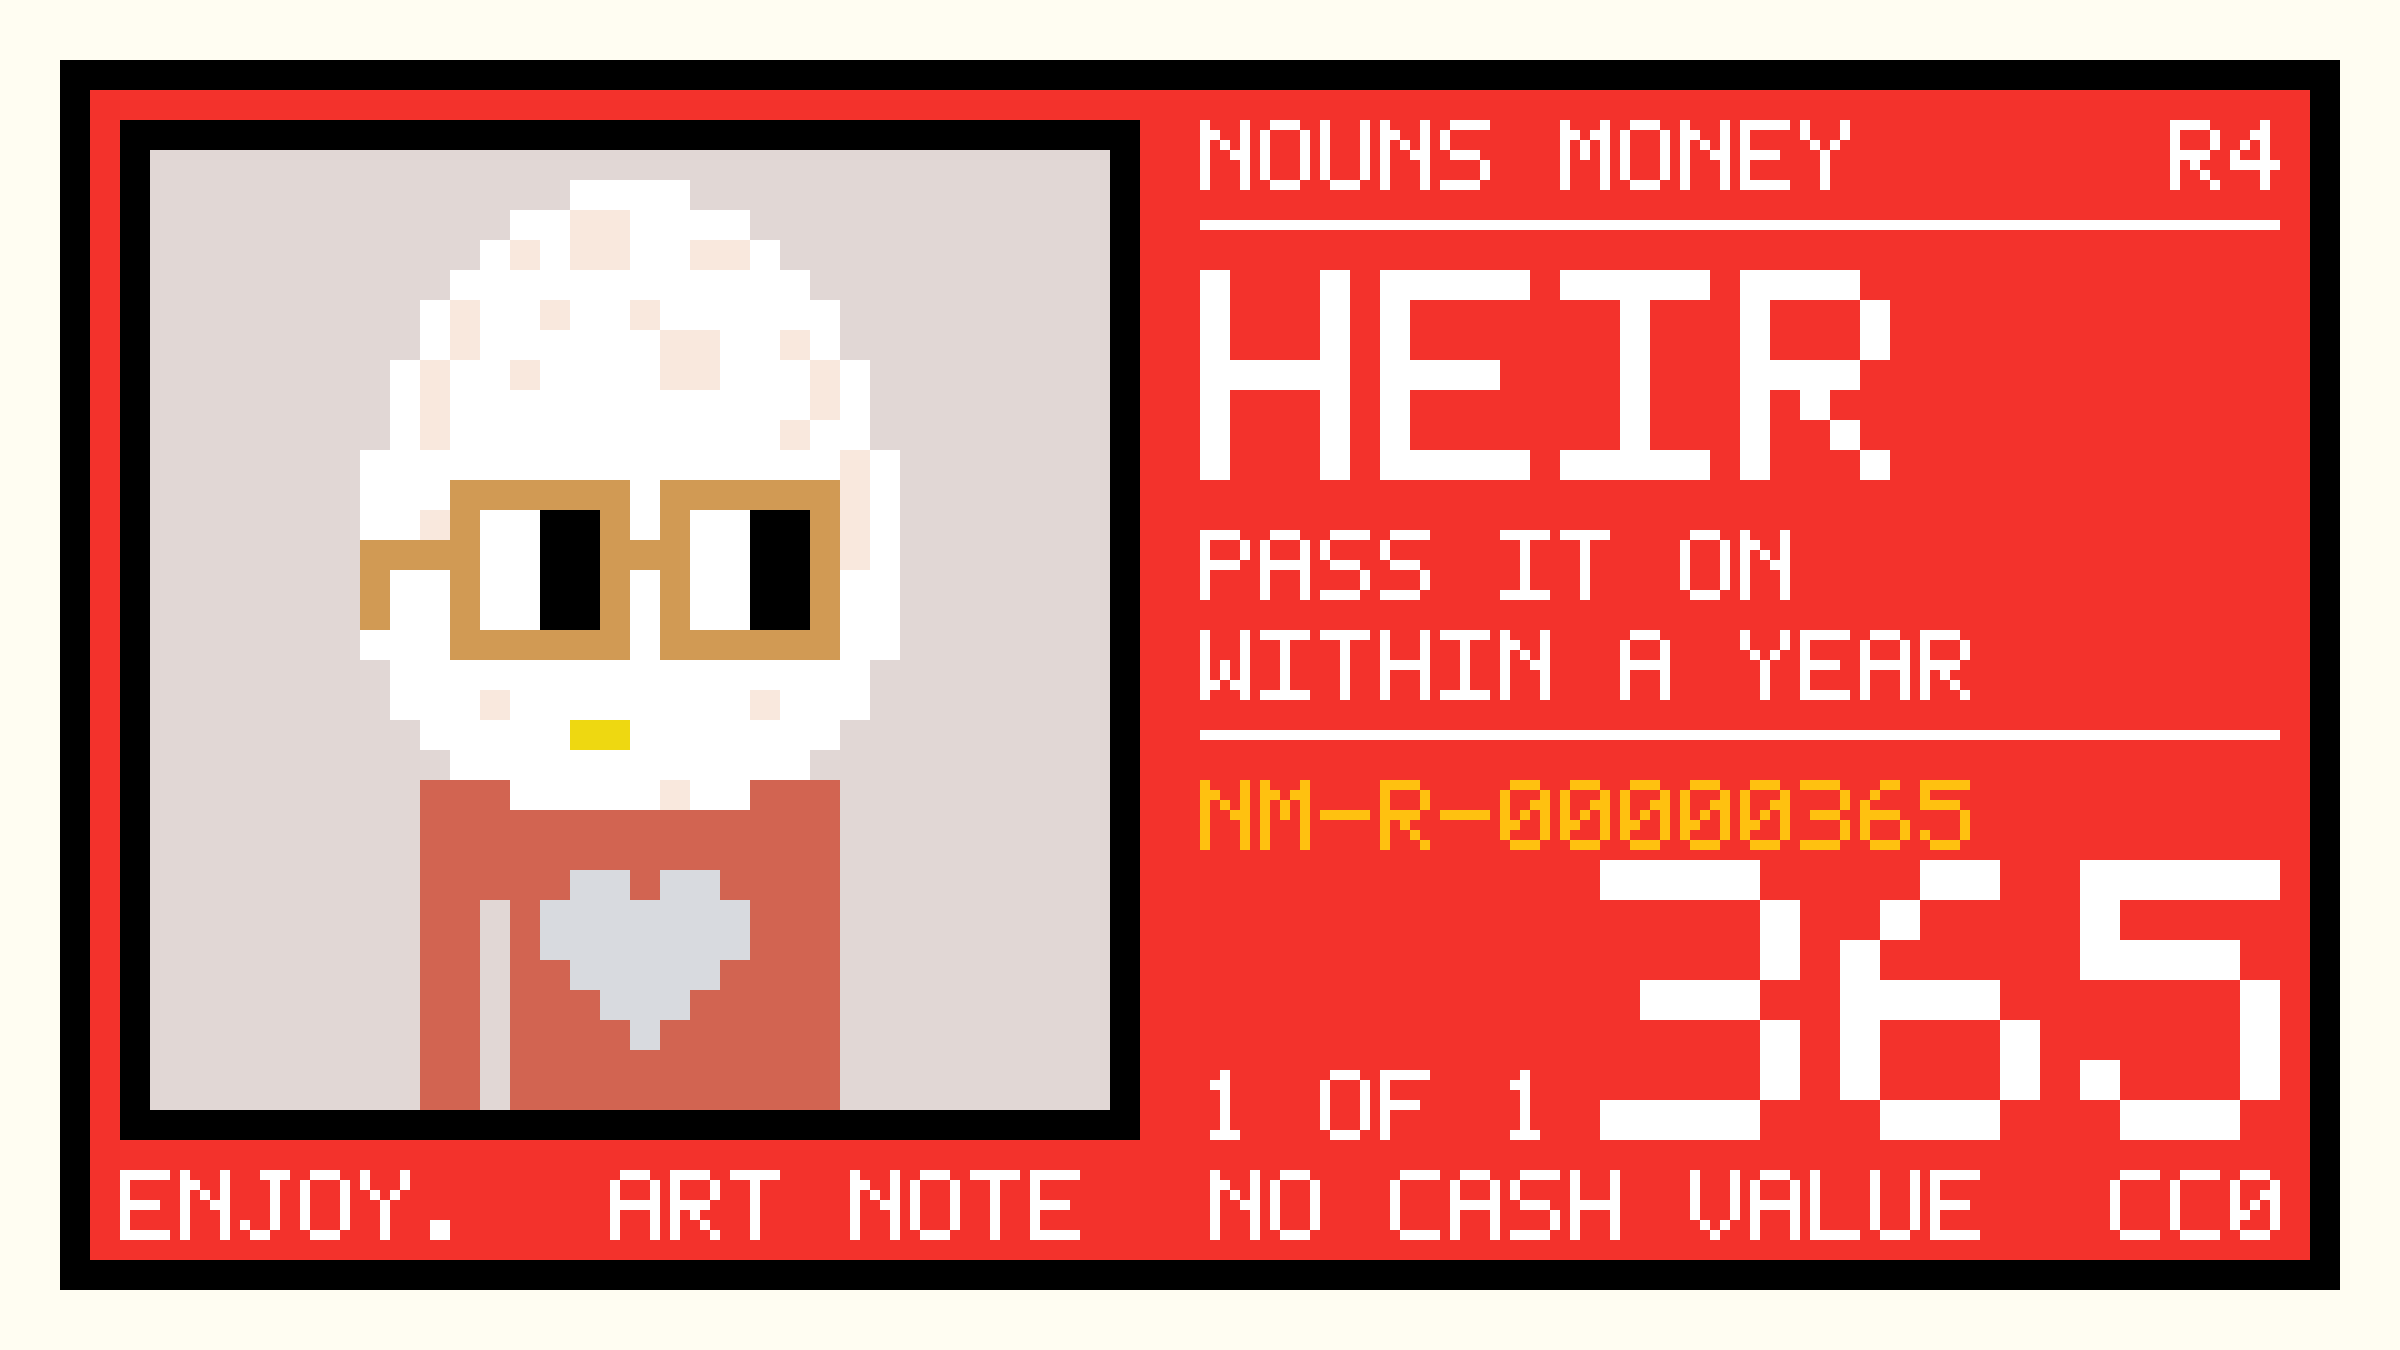 NOUNS MONEY R4
HEIR
PASS IT ON
WITHIN A YEAR
NM-R-00000365
1 OF 1 365
ENJOY. ART NOTE NO CASH VALUE CC0